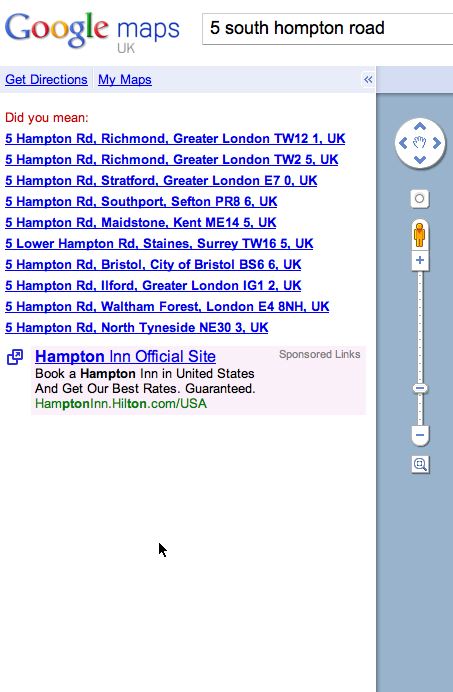 Google maps
UK
5 south hompton road
Get Directions My Maps «
Did you mean:
5 Hampton Rd, Richmond, Greater London TW12 1, UK
5 Hampton Rd, Richmond, Greater London TW2 5, UK
5 Hampton Rd, Stratford, Greater London E7 0, UK
5 Hampton Rd, Southport, Sefton PR8 6, UK
5 Hampton Rd, Maidstone, Kent ME14 5, UK
5 Lower Hampton Rd, Staines, Surrey TW16 5, UK
5 Hampton Rd, Bristol, City of Bristol BS6 6, UK
5 Hampton Rd, Ilford, Greater London IG1 2, UK
5 Hampton Rd, Waltham Forest, London E4 8NH, UK
5 Hampton Rd, North Tyneside NE30 3, UK
Hampton Inn Official Site Sponsored Links
Book a Hampton Inn in United States
And Get Our Best Rates. Guaranteed.
HamptonInn.Hilton.com/USA